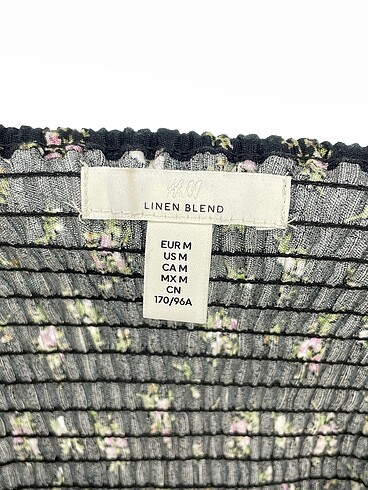 LINEN BLEND
EUR M
US M
CA M
MX M
CN
170/96A